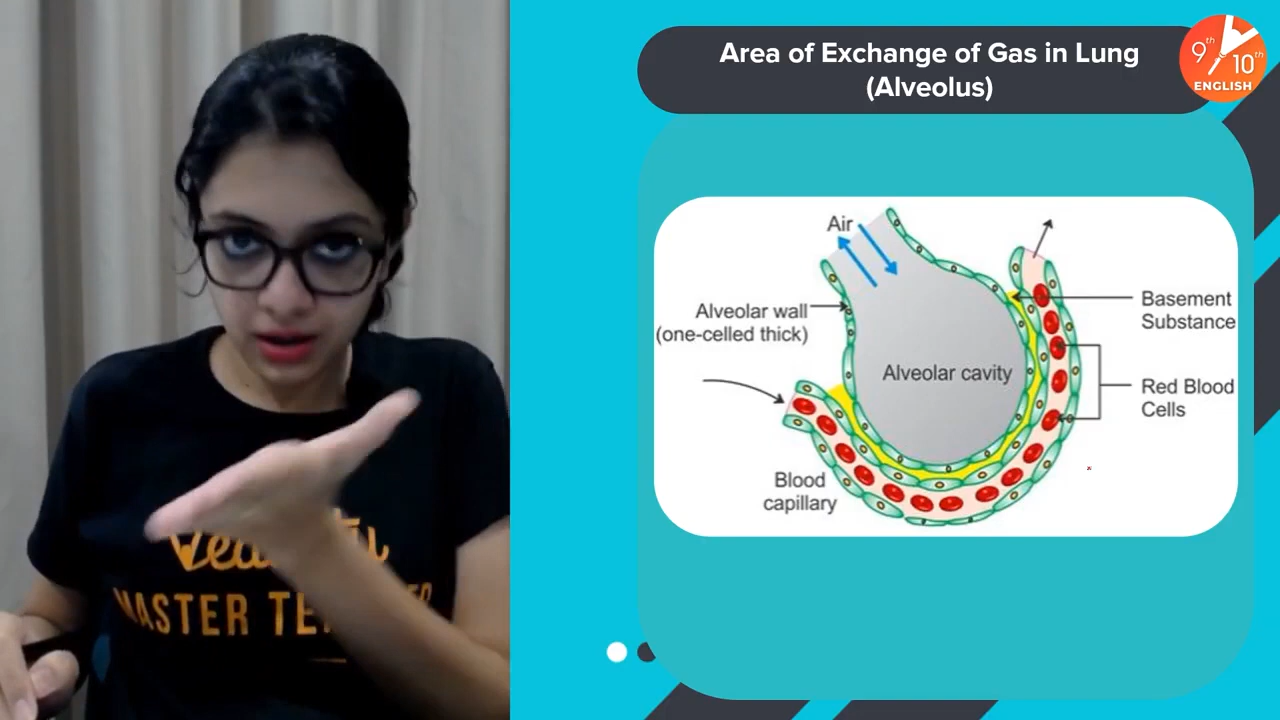 Area of Exchange of Gas in Lung
(Alveolus)
9th
10th
ENGLISH
Air
Alveolar wall
(one-celled thick)
Basement
Substance
Alveolar cavity
Red Blood
Cells
Blood
capillary
MASTER